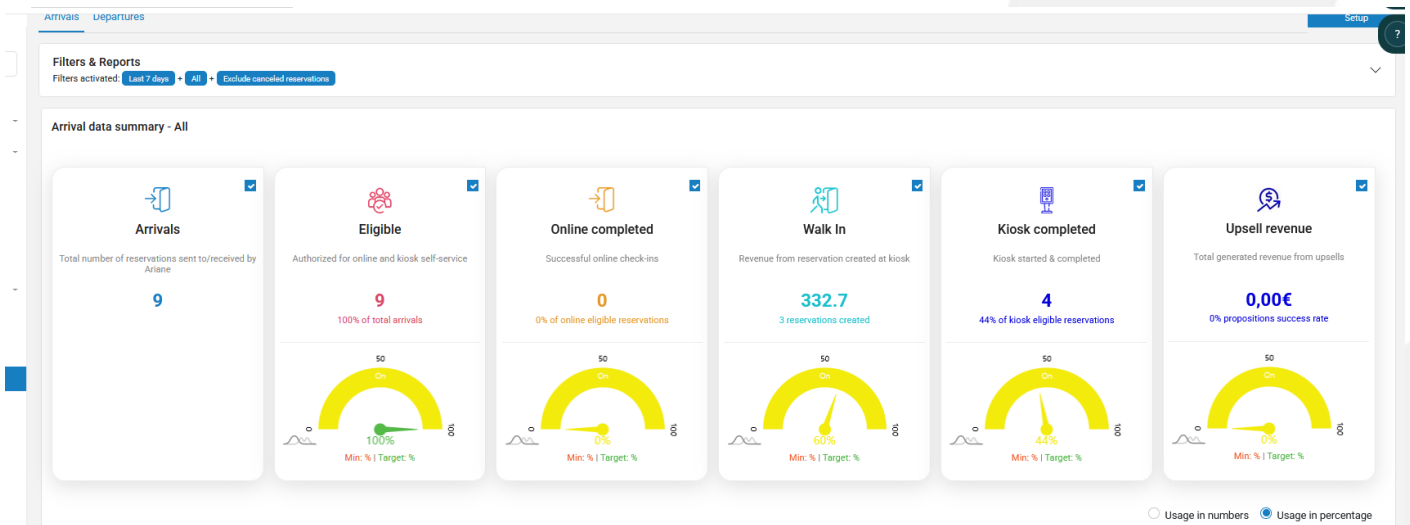 Arrivals Departures
Setup
?
Filters & Reports
Filters activated: Last 7 days + All + Exclude canceled reservations
Arrival data summary - All
Arrivals
Total number of reservations sent to/received by
Ariane
9
Eligible
Authorized for online and kiosk self-service
9
100% of total arrivals
50
On
0
100
100%
Min: % | Target: %
Online completed
Successful online check-ins
0
0% of online eligible reservations
50
On
0
100
0%
Min: % | Target: %
Walk In
Revenue from reservation created at kiosk
332.7
3 reservations created
50
On
0
100
60%
Min: % | Target: %
Kiosk completed
Kiosk started & completed
4
44% of kiosk eligible reservations
50
On
0
100
44%
Min: % | Target: %
Upsell revenue
Total generated revenue from upsells
0,00€
0% propositions success rate
50
On
0
100
0%
Min: % | Target: %
Usage in numbers Usage in percentage